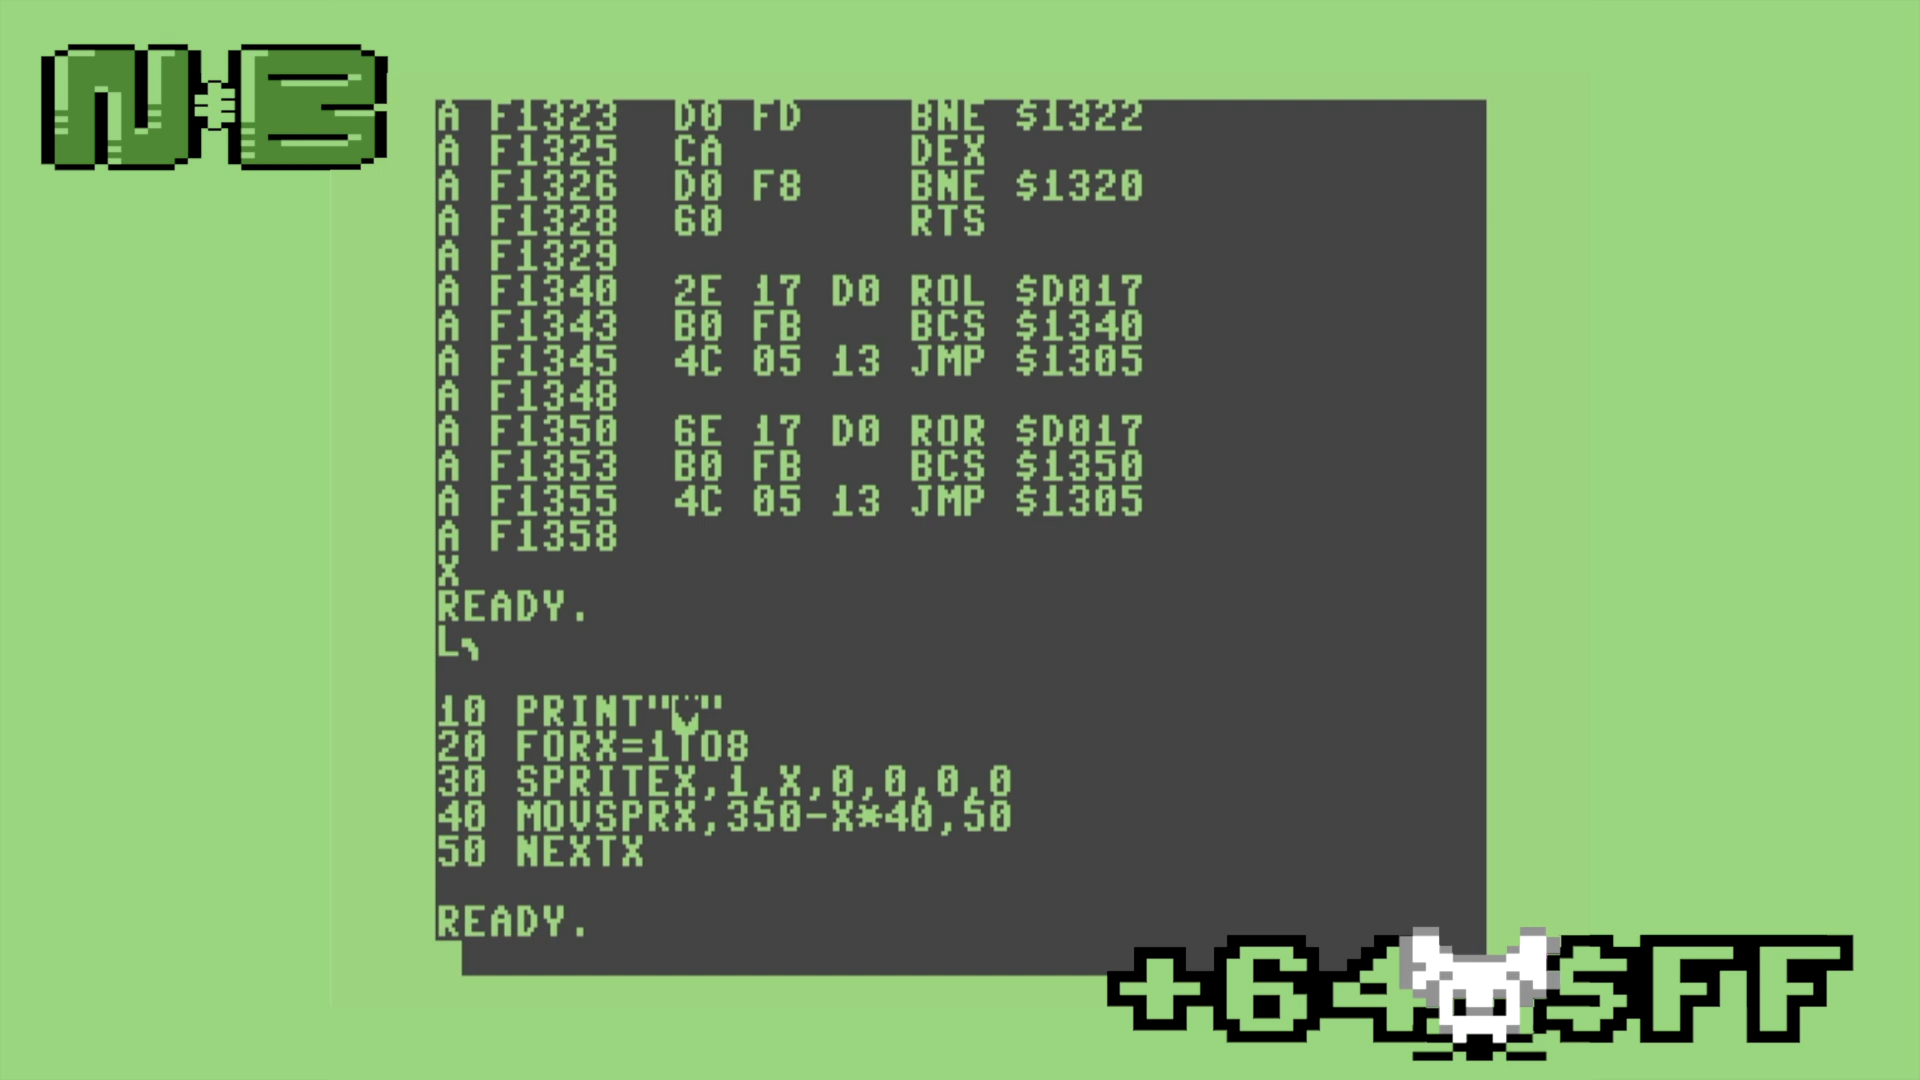 N*B
A F1323 D0 FD BNE $1322
A F1325 CA DEX
A F1326 D0 F8 BNE $1320
A F1328 60 RTS
A F1329
A F1340 2E 17 D0 ROL $D017
A F1343 B0 FB BCS $1340
A F1345 4C 05 13 JMP $1305
A F1348
A F1350 6E 17 D0 ROR $D017
A F1353 B0 FB BCS $1350
A F1355 4C 05 13 JMP $1305
A F1358
X
READY.
L╮
10 PRINT"♥"
20 FORX=1TO8
30 SPRITEX,1,X,0,0,0,0
40 MOVSPRX,350-X*40,50
50 NEXTX
READY.
+64 $FF